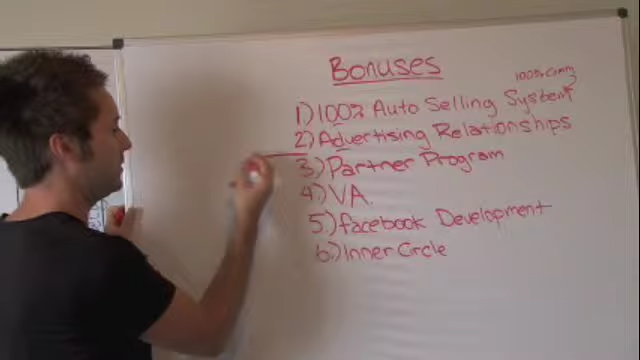 Bonuses
100% Comm
1) 100% Auto Selling System
2) Advertising Relationships
3.) Partner Program
4.) VA.
5.) facebook Development
6.) Inner Circle